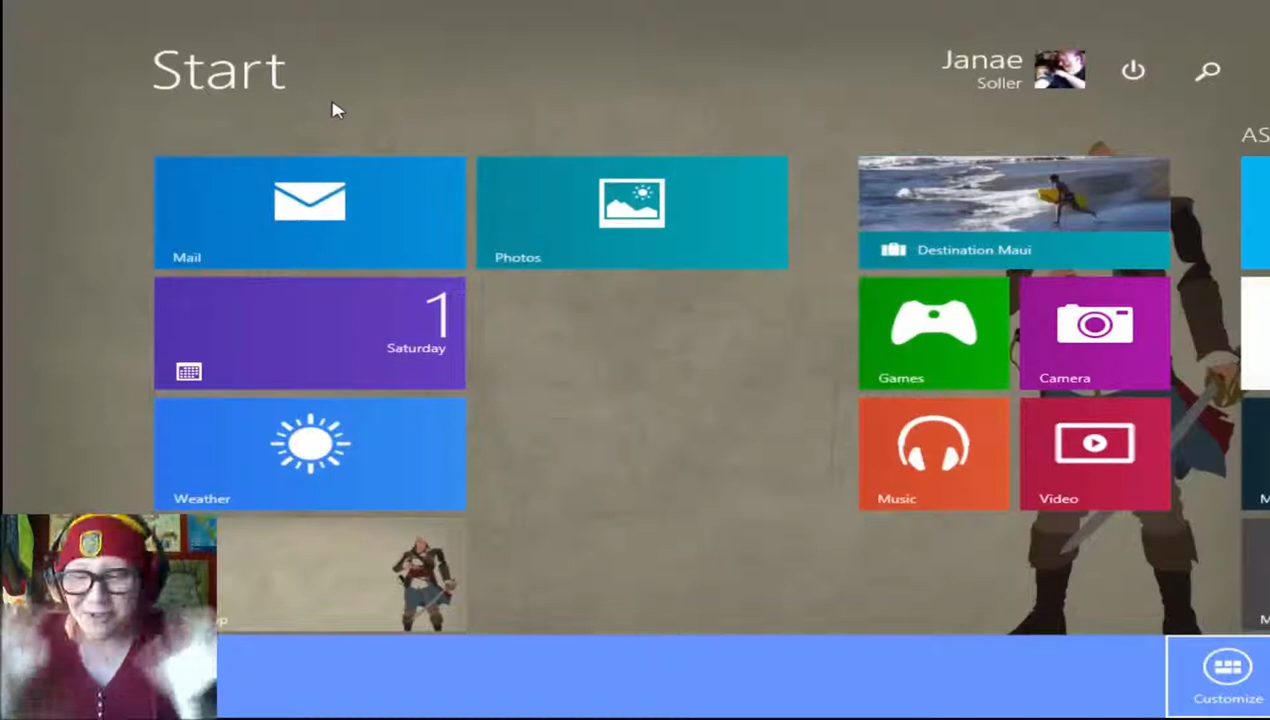 Start
Janae
Soller
AS
Mail
Photos
Destination Maui
1
Saturday
Games
Camera
Weather
Music
Video
M
p
M
Customize